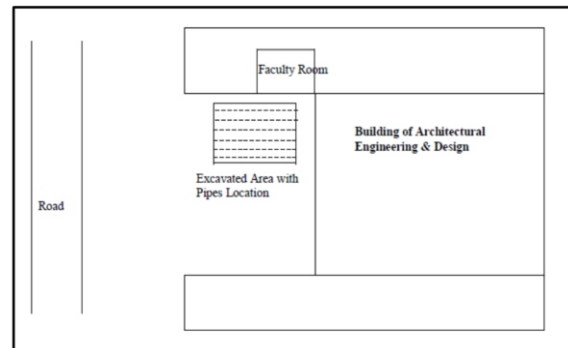 Faculty Room
Building of Architectural
Engineering & Design
Excavated Area with
Pipes Location
Road